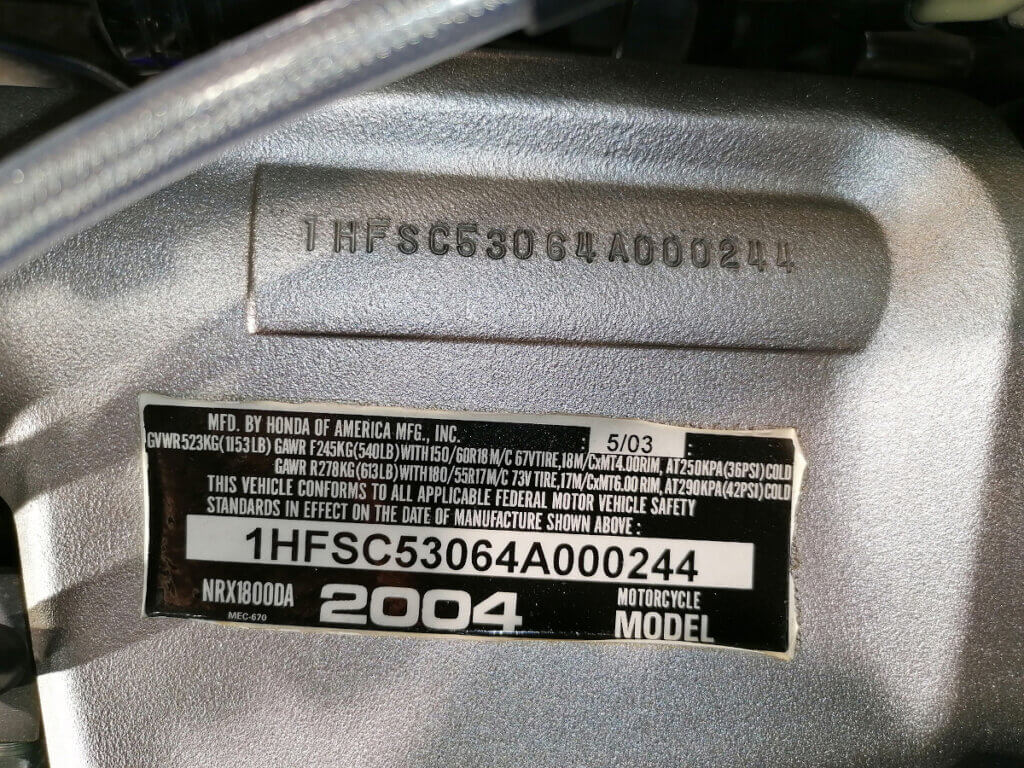 1HFSC53064A000244
MFD. BY HONDA OF AMERICA MFG., INC. 5/03
GVWR523KG(1153LB) GAWR F245KG(540LB)WITH150/60R18 M/C 67VTIRE,18M/CxMT4.00RIM, AT250KPA(36PSI)COLD
GAWR R278KG(613LB)WITH180/55R17M/C 73V TIRE,17M/CxMT6.00 RIM, AT290KPA(42PSI)COLD
THIS VEHICLE CONFORMS TO ALL APPLICABLE FEDERAL MOTOR VEHICLE SAFETY
STANDARDS IN EFFECT ON THE DATE OF MANUFACTURE SHOWN ABOVE :
1HFSC53064A000244
NRX1800DA 2004 MOTORCYCLE
MEC-670 MODEL